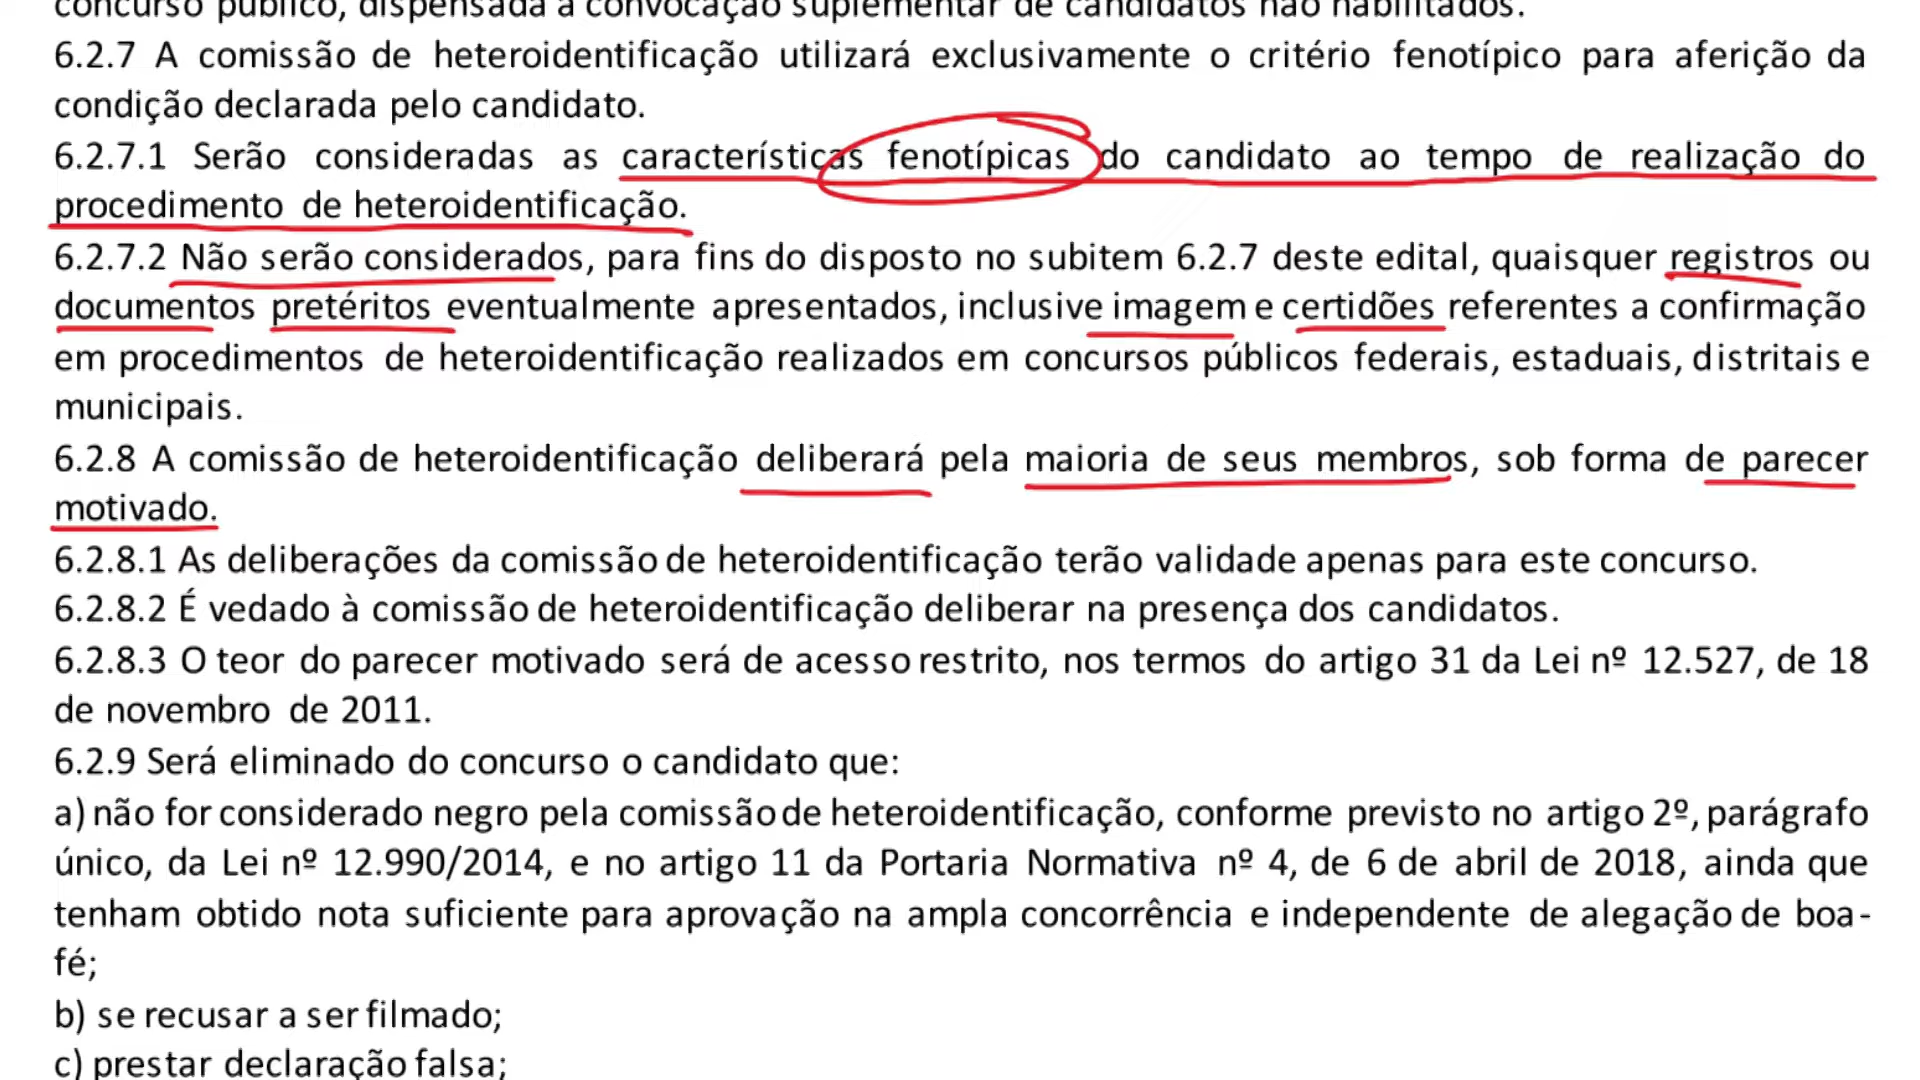 concurso público, dispensada a convocação suplementar de candidatos não habilitados.
6.2.7 A comissão de heteroidentificação utilizará exclusivamente o critério fenotípico para aferição da
condição declarada pelo candidato.
6.2.7.1 Serão consideradas as características fenotípicas do candidato ao tempo de realização do
procedimento de heteroidentificação.
6.2.7.2 Não serão considerados, para fins do disposto no subitem 6.2.7 deste edital, quaisquer registros ou
documentos pretéritos eventualmente apresentados, inclusive imagem e certidões referentes a confirmação
em procedimentos de heteroidentificação realizados em concursos públicos federais, estaduais, distritais e
municipais.
6.2.8 A comissão de heteroidentificação deliberará pela maioria de seus membros, sob forma de parecer
motivado.
6.2.8.1 As deliberações da comissão de heteroidentificação terão validade apenas para este concurso.
6.2.8.2 É vedado à comissão de heteroidentificação deliberar na presença dos candidatos.
6.2.8.3 O teor do parecer motivado será de acesso restrito, nos termos do artigo 31 da Lei nº 12.527, de 18
de novembro de 2011.
6.2.9 Será eliminado do concurso o candidato que:
a) não for considerado negro pela comissão de heteroidentificação, conforme previsto no artigo 2º, parágrafo
único, da Lei nº 12.990/2014, e no artigo 11 da Portaria Normativa nº 4, de 6 de abril de 2018, ainda que
tenham obtido nota suficiente para aprovação na ampla concorrência e independente de alegação de boa-
fé;
b) se recusar a ser filmado;
c) prestar declaração falsa;